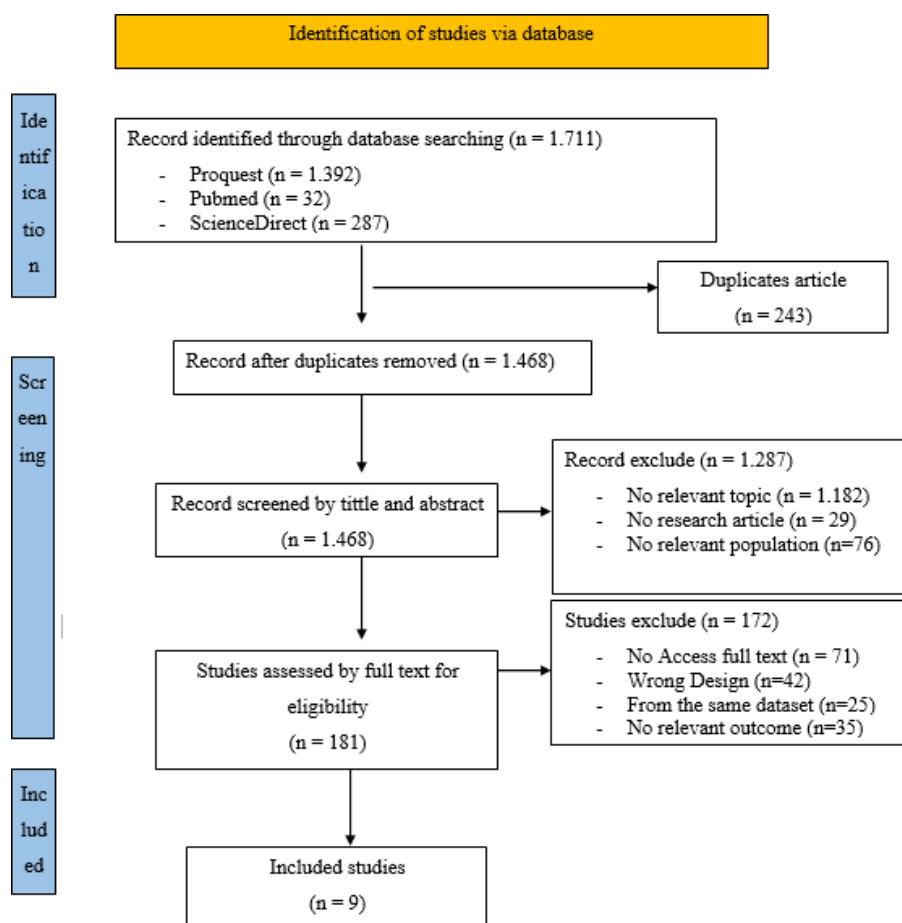 Identification of studies via database
Ide
ntif
ica
tio
n
Record identified through database searching (n = 1.711)
- Proquest (n = 1.392)
- Pubmed (n = 32)
- ScienceDirect (n = 287)
Duplicates article
(n = 243)
Scr
een
ing
Record after duplicates removed (n = 1.468)
Record screened by tittle and abstract
(n = 1.468)
Record exclude (n = 1.287)
- No relevant topic (n = 1.182)
- No research article (n = 29)
- No relevant population (n=76)
Studies assessed by full text for
eligibility
(n = 181)
Studies exclude (n = 172)
- No Access full text (n = 71)
- Wrong Design (n=42)
- From the same dataset (n=25)
- No relevant outcome (n=35)
Inc
lud
ed
Included studies
(n = 9)